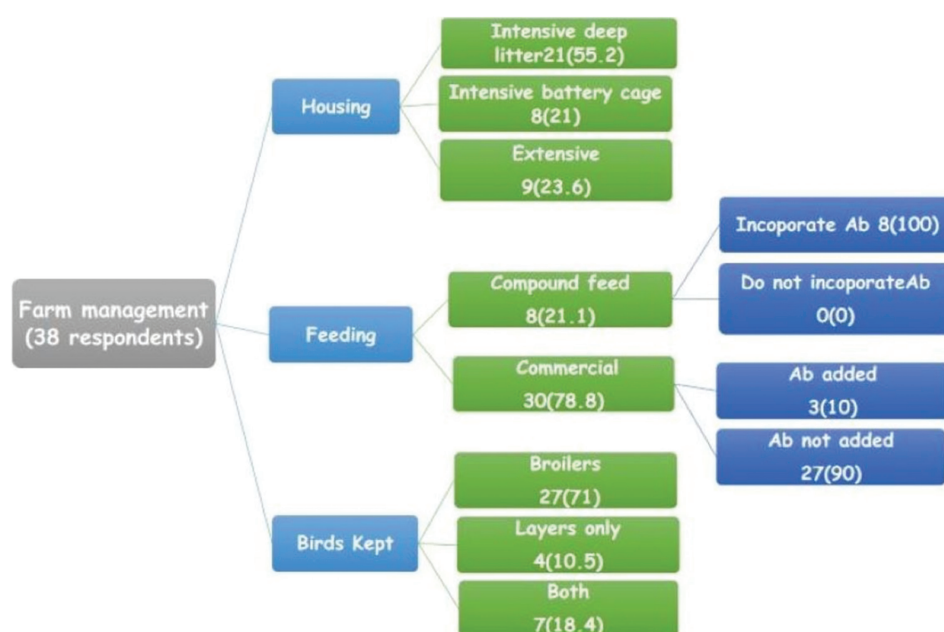 Farm management
(38 respondents)
Housing
Intensive deep
litter21(55.2)
Intensive battery cage
8(21)
Extensive
9(23.6)
Feeding
Compound feed
8(21.1)
Incoporate Ab 8(100)
Do not incoporateAb
0(0)
Commercial
30(78.8)
Ab added
3(10)
Ab not added
27(90)
Birds Kept
Broilers
27(71)
Layers only
4(10.5)
Both
7(18.4)